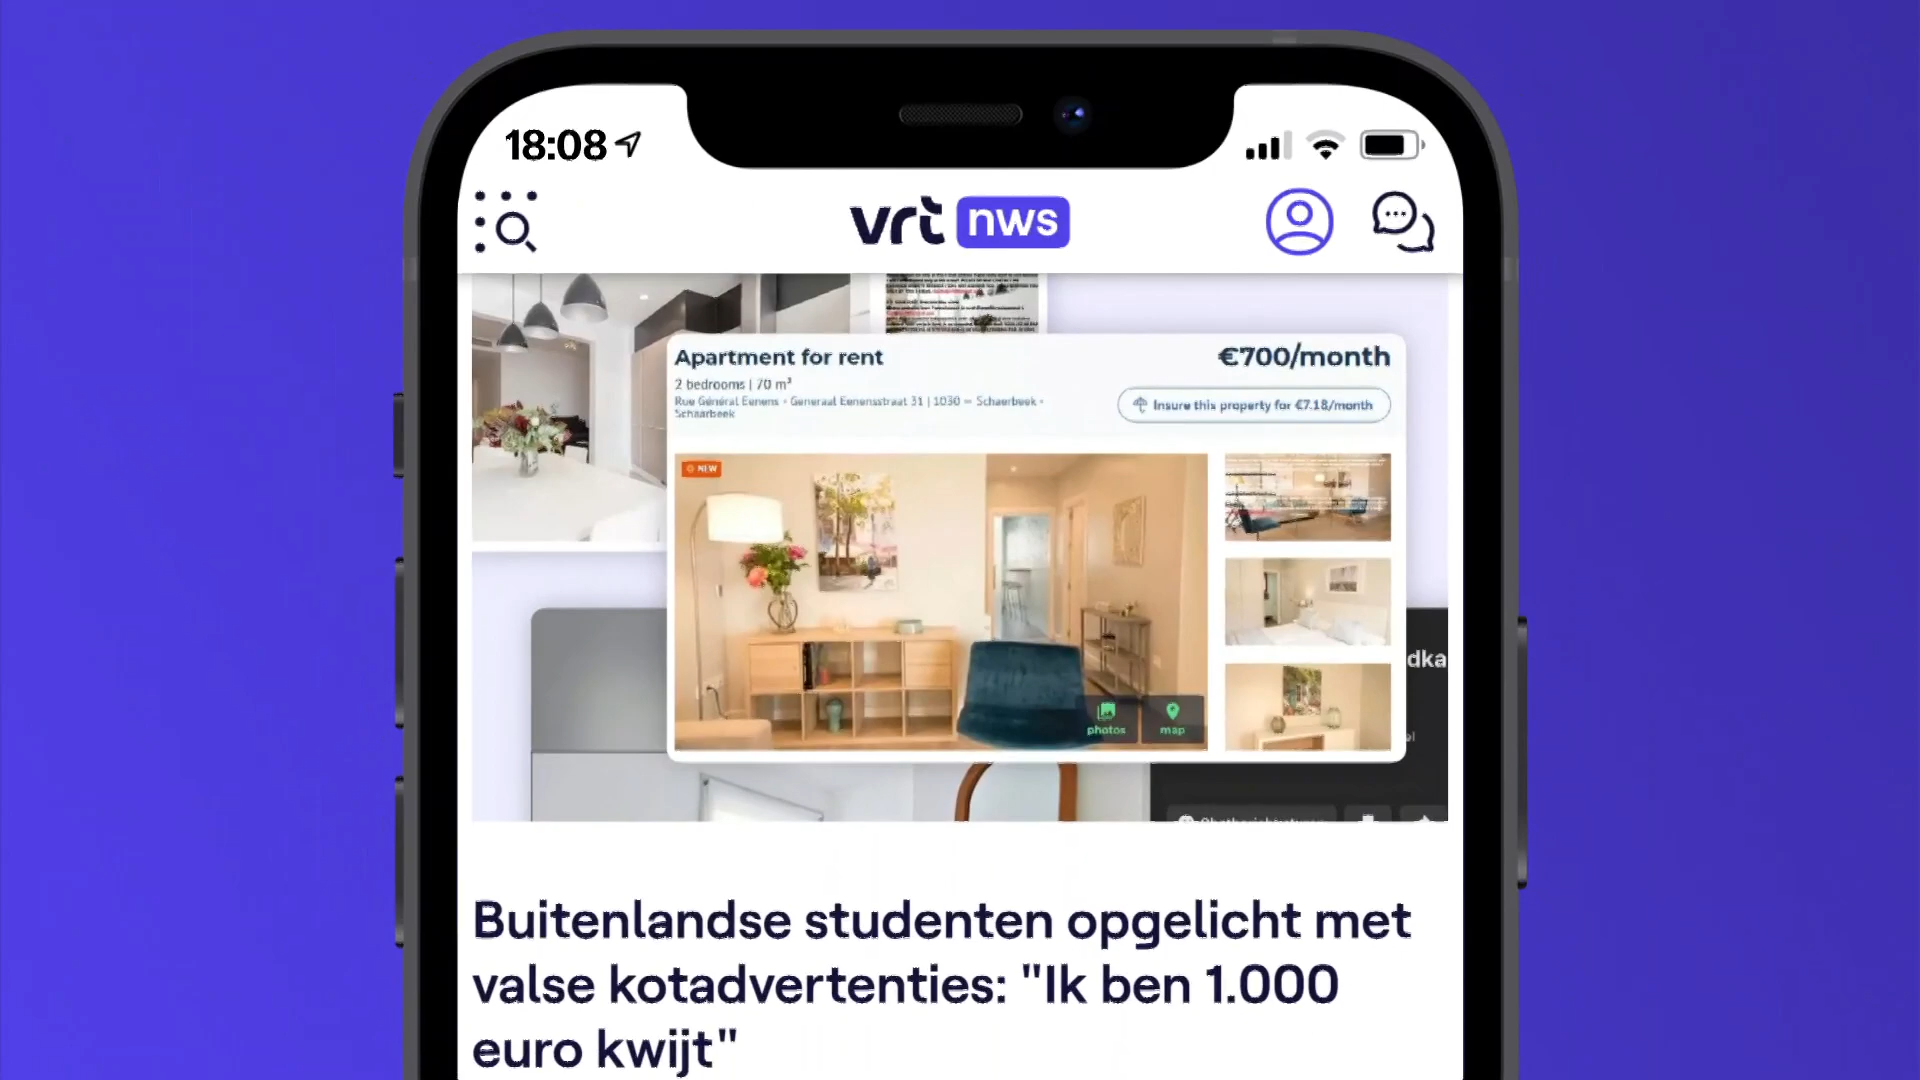 18:08
vrt nws
Apartment for rent
€700/month
2 bedrooms | 70 m²
Rue Général Eenens - Generaal Eenensstraat 31 | 1030 — Schaerbeek -
Schaarbeek
Insure this property for €7.18/month
NEW
photos
map
dka
Buitenlandse studenten opgelicht met
valse kotadvertenties: "Ik ben 1.000
euro kwijt"